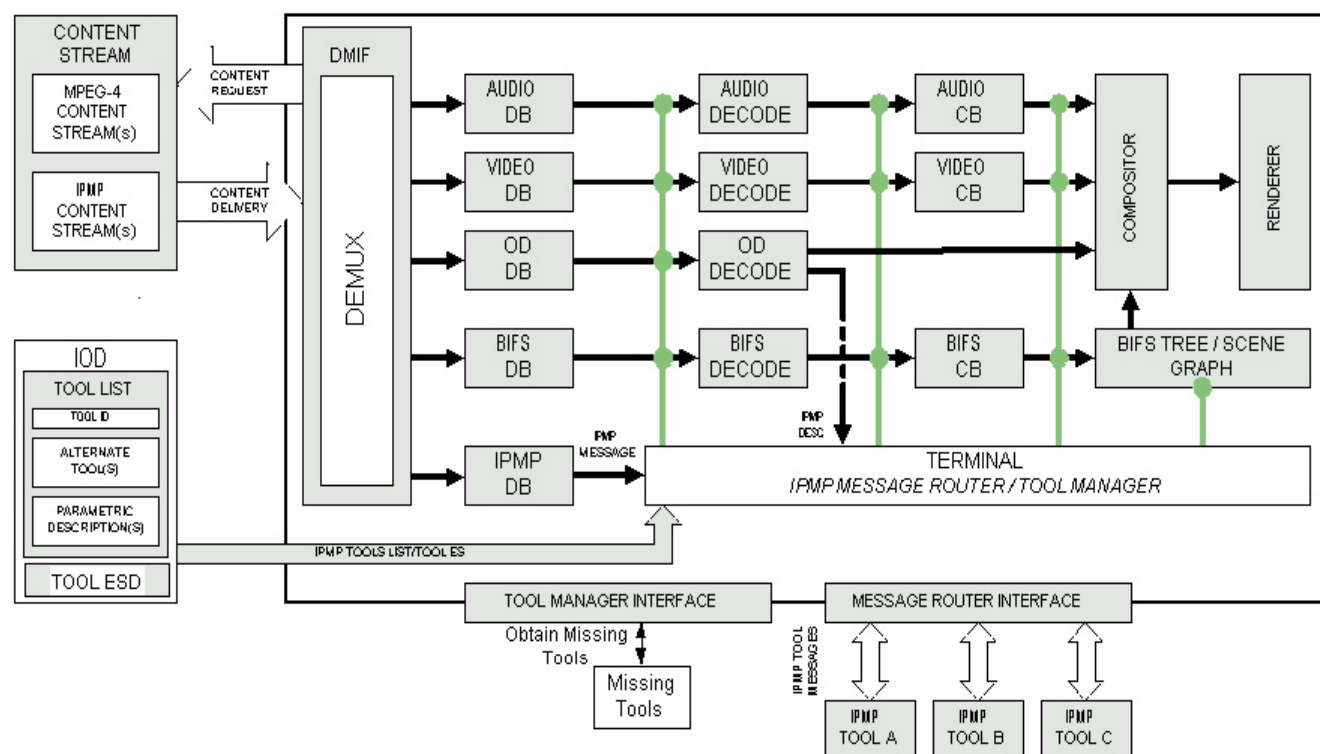 CONTENT
STREAM
MPEG-4
CONTENT
STREAM(s)
IPMP
CONTENT
STREAM(s)
CONTENT
REQUEST
CONTENT
DELIVERY
DMIF
DEMUX
AUDIO
DB
AUDIO
DECODE
AUDIO
CB
VIDEO
DB
VIDEO
DECODE
VIDEO
CB
OD
DB
OD
DECODE
BIFS
DB
BIFS
DECODE
BIFS
CB
COMPOSITOR
RENDERER
BIFS TREE / SCENE
GRAPH
IPMP
DB
IPMP
MESSAGE
IPMP
DESC
TERMINAL
IPMP MESSAGE ROUTER / TOOL MANAGER
IOD
TOOL LIST
TOOL ID
ALTERNATE
TOOL(S)
PARAMETRIC
DESCRIPTION(S)
TOOL ESD
IPMP TOOLS LIST/TOOL ES
TOOL MANAGER INTERFACE
MESSAGE ROUTER INTERFACE
Obtain Missing
Tools
Missing
Tools
IPMP TOOL
MESSAGES
IPMP
TOOL A
IPMP
TOOL B
IPMP
TOOL C